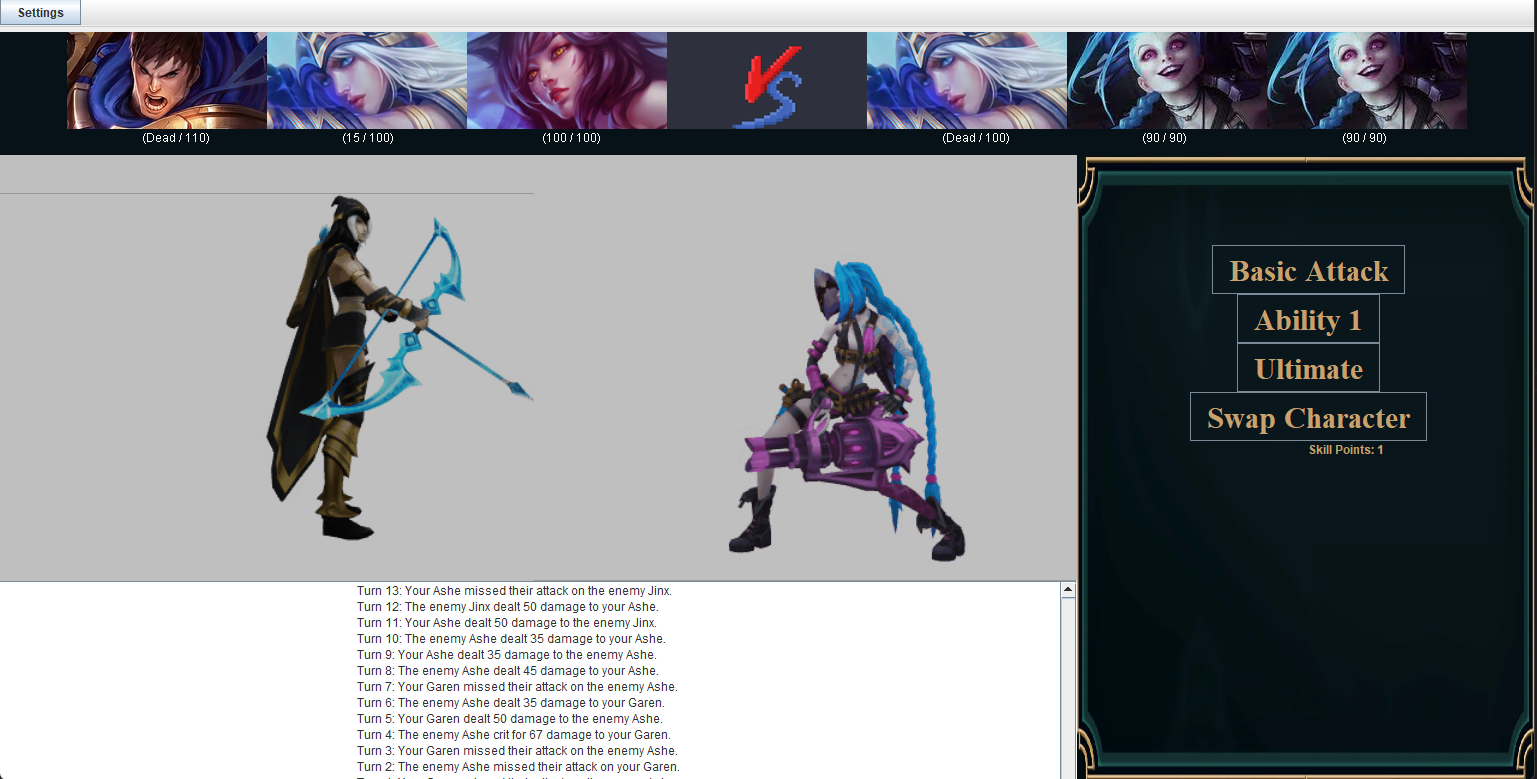 Settings
VS
(Dead / 110)
(15 / 100)
(100 / 100)
(Dead / 100)
(90 / 90)
(90 / 90)
Basic Attack
Ability 1
Ultimate
Swap Character
Skill Points: 1
Turn 13: Your Ashe missed their attack on the enemy Jinx.
Turn 12: The enemy Jinx dealt 50 damage to your Ashe.
Turn 11: Your Ashe dealt 50 damage to the enemy Jinx.
Turn 10: The enemy Ashe dealt 35 damage to your Ashe.
Turn 9: Your Ashe dealt 35 damage to the enemy Ashe.
Turn 8: The enemy Ashe dealt 45 damage to your Ashe.
Turn 7: Your Garen missed their attack on the enemy Ashe.
Turn 6: The enemy Ashe dealt 35 damage to your Garen.
Turn 5: Your Garen dealt 50 damage to the enemy Ashe.
Turn 4: The enemy Ashe crit for 67 damage to your Garen.
Turn 3: Your Garen missed their attack on the enemy Ashe.
Turn 2: The enemy Ashe missed their attack on your Garen.